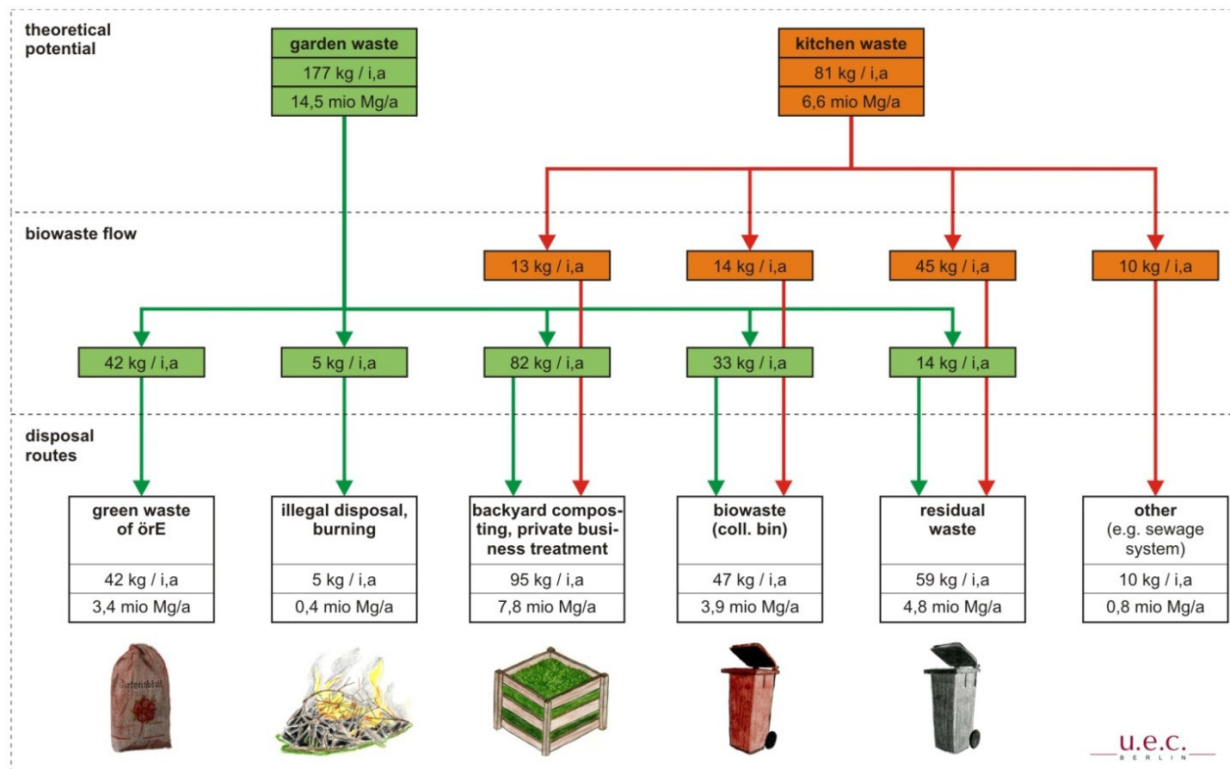 theoretical
potential
garden waste
177 kg / i,a
14,5 mio Mg/a
kitchen waste
81 kg / i,a
6,6 mio Mg/a
biowaste flow
13 kg / i,a
14 kg / i,a
45 kg / i,a
10 kg / i,a
42 kg / i,a
5 kg / i,a
82 kg / i,a
33 kg / i,a
14 kg / i,a
disposal
routes
green waste
of örE
42 kg / i,a
3,4 mio Mg/a
illegal disposal,
burning
5 kg / i,a
0,4 mio Mg/a
backyard compos-
ting, private busi-
ness treatment
95 kg / i,a
7,8 mio Mg/a
biowaste
(coll. bin)
47 kg / i,a
3,9 mio Mg/a
residual
waste
59 kg / i,a
4,8 mio Mg/a
other
(e.g. sewage
system)
10 kg / i,a
0,8 mio Mg/a
u.e.c.
BERLIN